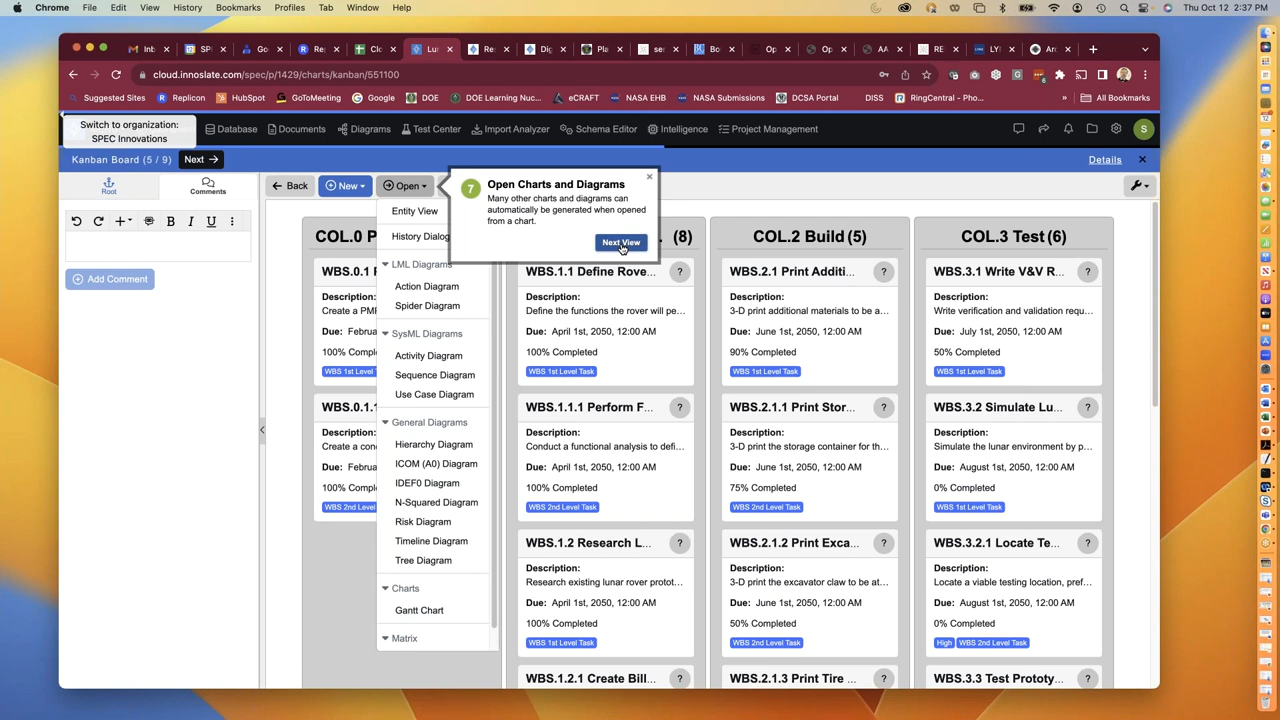 Chrome File Edit View History Bookmarks Profiles Tab Window Help
Thu Oct 12 2:37 PM
Inb SPE Go Re Clo Lu Re Dig Pla se Bo Op Op AA RE LYI Arc
cloud.innoslate.com/spec/p/1429/charts/kanban/551100
Suggested Sites Replicon HubSpot GoToMeeting Google DOE DOE Learning Nuc... eCRAFT NASA EHB NASA Submissions DCSA Portal DISS RingCentral - Pho... » All Bookmarks
Switch to organization:
SPEC Innovations
Database Documents Diagrams Test Center Import Analyzer Schema Editor Intelligence Project Management
S
Kanban Board (5 / 9) Next →
Details
Root
Comments
Back
New
Open
B I U
Add Comment
7
Open Charts and Diagrams
Many other charts and diagrams can
automatically be generated when opened
from a chart.
Next View
Entity View
History Dialog
LML Diagrams
Action Diagram
Spider Diagram
SysML Diagrams
Activity Diagram
Sequence Diagram
Use Case Diagram
General Diagrams
Hierarchy Diagram
ICOM (A0) Diagram
IDEF0 Diagram
N-Squared Diagram
Risk Diagram
Timeline Diagram
Tree Diagram
Charts
Gantt Chart
Matrix
COL.0 P
WBS.0.1 F
Description:
Create a PMP
Due: Februa
100% Compl
WBS 1st Level
WBS.0.1.1
Description:
Create a con
Due: Februa
100% Compl
WBS 2nd Level
(8)
WBS.1.1 Define Rove... ?
Description:
Define the functions the rover will pe...
Due: April 1st, 2050, 12:00 AM
100% Completed
WBS 1st Level Task
WBS.1.1.1 Perform F... ?
Description:
Conduct a functional analysis to defi...
Due: April 1st, 2050, 12:00 AM
100% Completed
WBS 2nd Level Task
WBS.1.2 Research L... ?
Description:
Research existing lunar rover protot...
Due: April 1st, 2050, 12:00 AM
100% Completed
WBS 1st Level Task
WBS.1.2.1 Create Bill... ?
COL.2 Build (5)
WBS.2.1 Print Additi... ?
Description:
3-D print additional materials to be a...
Due: June 1st, 2050, 12:00 AM
90% Completed
WBS 1st Level Task
WBS.2.1.1 Print Stor... ?
Description:
3-D print the storage container for th...
Due: June 1st, 2050, 12:00 AM
75% Completed
WBS 2nd Level Task
WBS.2.1.2 Print Exca... ?
Description:
3-D print the excavator claw to be at...
Due: June 1st, 2050, 12:00 AM
50% Completed
WBS 2nd Level Task
WBS.2.1.3 Print Tire ... ?
COL.3 Test (6)
WBS.3.1 Write V&V R... ?
Description:
Write verification and validation requ...
Due: July 1st, 2050, 12:00 AM
50% Completed
WBS 1st Level Task
WBS.3.2 Simulate Lu... ?
Description:
Simulate the lunar environment by p...
Due: August 1st, 2050, 12:00 AM
0% Completed
WBS 1st Level Task
WBS.3.2.1 Locate Te... ?
Description:
Locate a viable testing location, pref...
Due: August 1st, 2050, 12:00 AM
0% Completed
High WBS 2nd Level Task
WBS.3.3 Test Prototy... ?